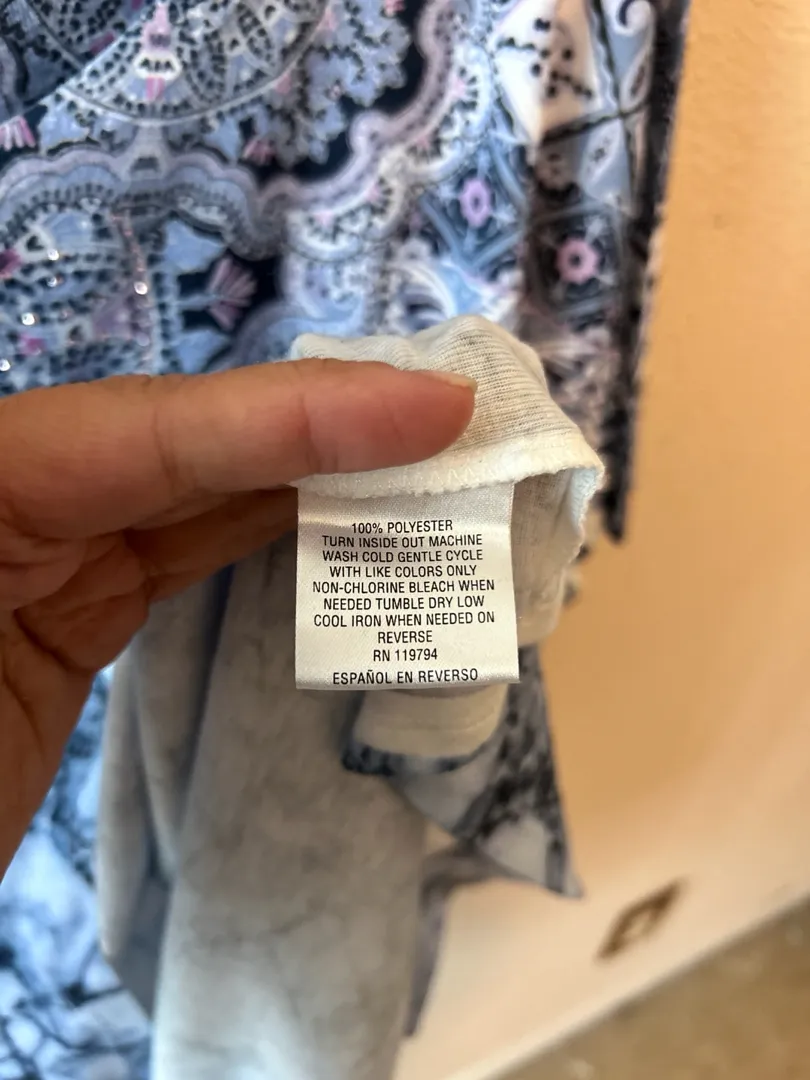 100% POLYESTER
TURN INSIDE OUT MACHINE
WASH COLD GENTLE CYCLE
WITH LIKE COLORS ONLY
NON-CHLORINE BLEACH WHEN
NEEDED TUMBLE DRY LOW
COOL IRON WHEN NEEDED ON
REVERSE
RN 119794
ESPAÑOL EN REVERSO